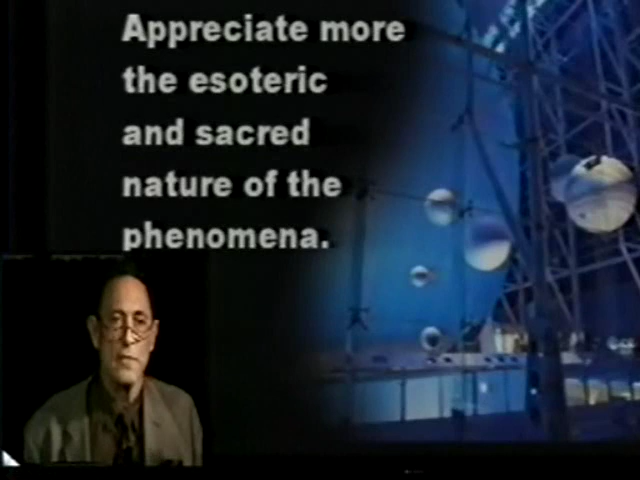 Appreciate more
the esoteric
and sacred
nature of the
phenomena.